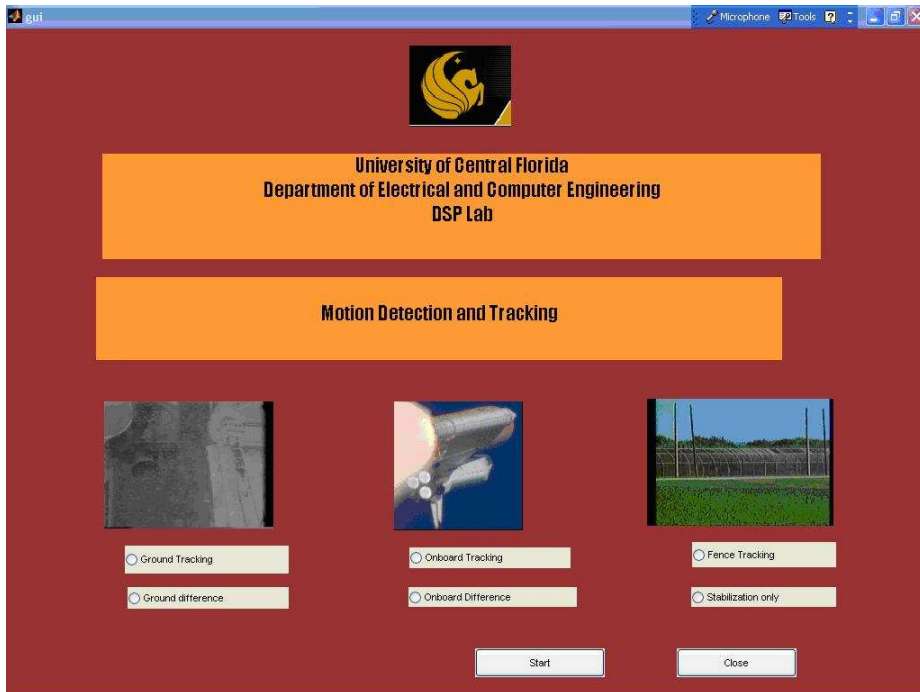 gui
Microphone Tools
University of Central Florida
Department of Electrical and Computer Engineering
DSP Lab
Motion Detection and Tracking
Ground Tracking
Onboard Tracking
Fence Tracking
Ground difference
Onboard Difference
Stabilization only
Start
Close